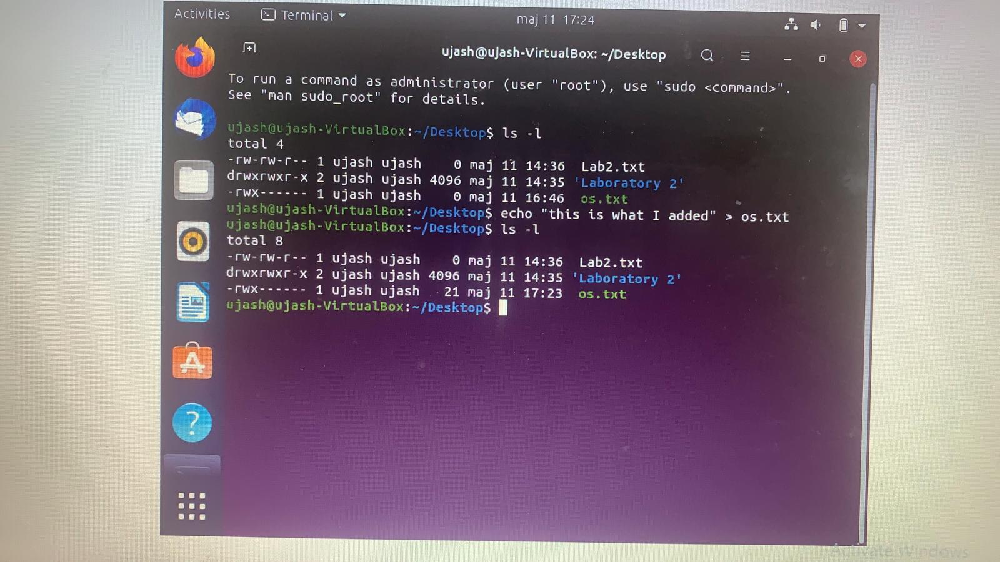 Activities Terminal maj 11 17:24
ujash@ujash-VirtualBox: ~/Desktop
To run a command as administrator (user "root"), use "sudo <command>".
See "man sudo_root" for details.
ujash@ujash-VirtualBox:~/Desktop$ ls -l
total 4
-rw-rw-r-- 1 ujash ujash    0 maj 11 14:36  Lab2.txt
drwxrwxr-x 2 ujash ujash 4096 maj 11 14:35 'Laboratory 2'
-rwx------ 1 ujash ujash    0 maj 11 16:46  os.txt
ujash@ujash-VirtualBox:~/Desktop$ echo "this is what I added" > os.txt
ujash@ujash-VirtualBox:~/Desktop$ ls -l
total 8
-rw-rw-r-- 1 ujash ujash    0 maj 11 14:36  Lab2.txt
drwxrwxr-x 2 ujash ujash 4096 maj 11 14:35 'Laboratory 2'
-rwx------ 1 ujash ujash   21 maj 11 17:23  os.txt
ujash@ujash-VirtualBox:~/Desktop$
Activate Windows